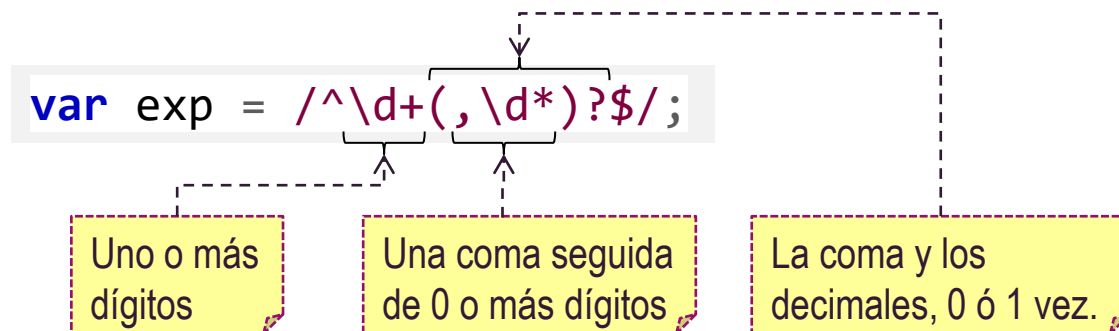 var exp = /^\d+(,\d*)?$/;
Uno o más
dígitos
Una coma seguida
de 0 o más dígitos
La coma y los
decimales, 0 ó 1 vez.